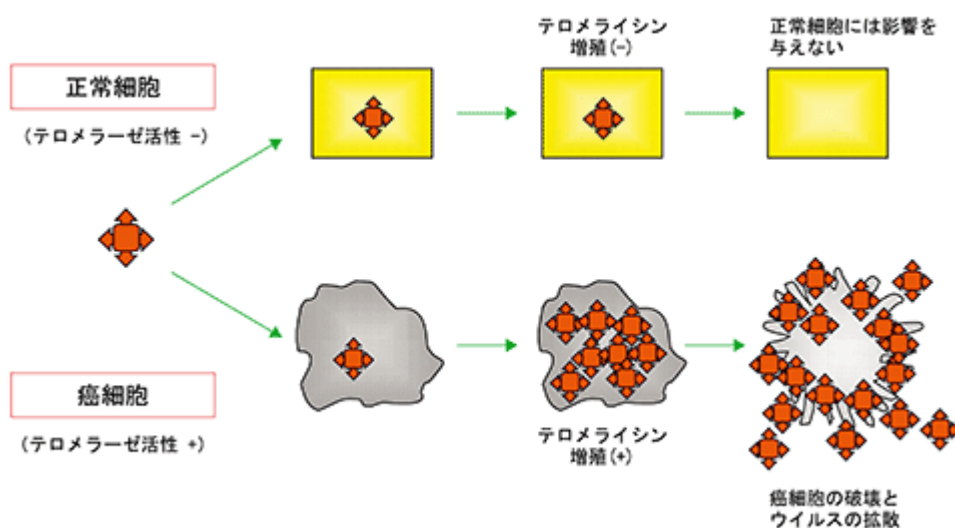 正常細胞
(テロメラーゼ活性 -)
テロメライシン
増殖(-)
正常細胞には影響を
与えない
癌細胞
(テロメラーゼ活性 +)
テロメライシン
増殖(+)
癌細胞の破壊と
ウイルスの拡散